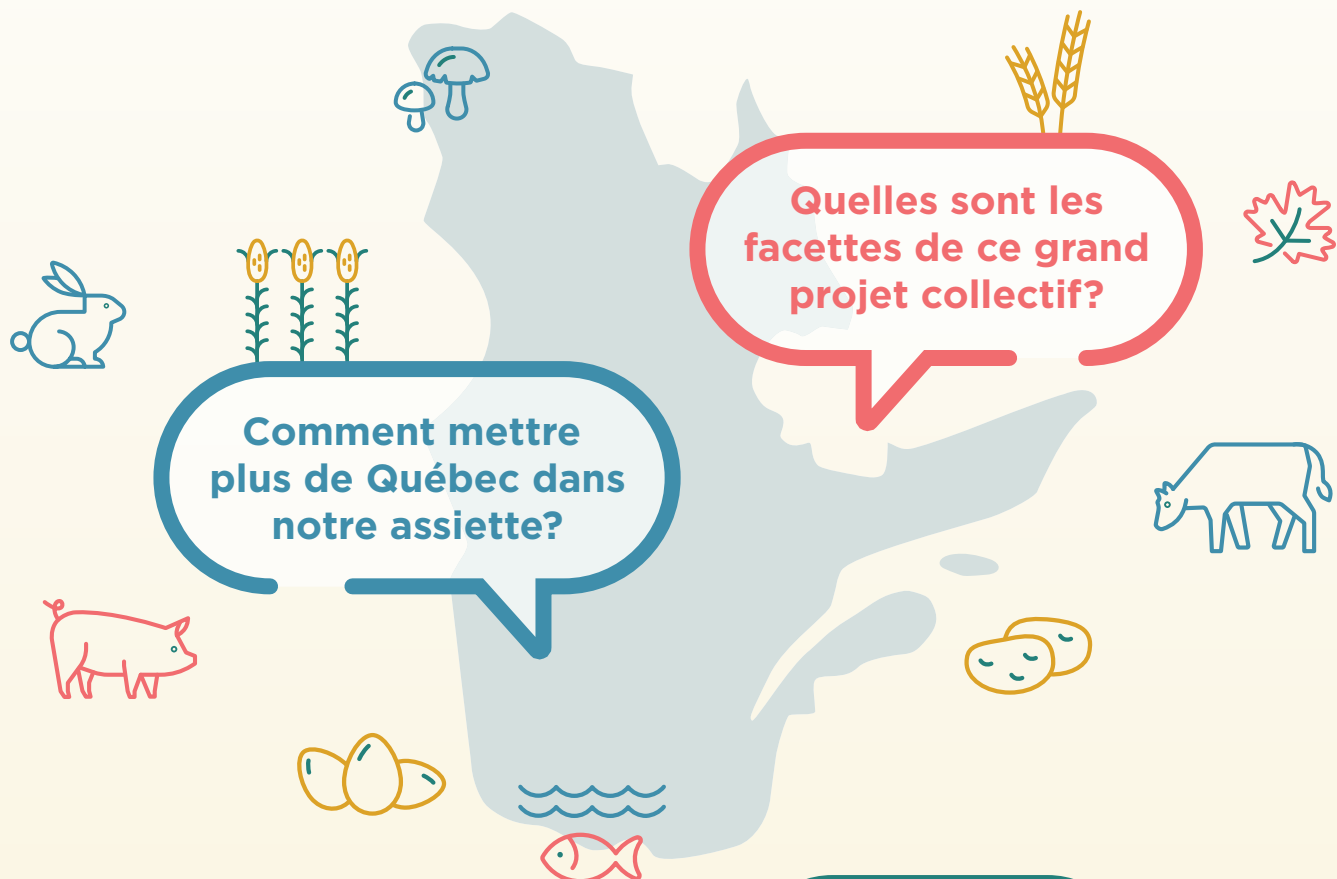 Quelles sont les
facettes de ce grand
projet collectif?
Comment mettre
plus de Québec dans
notre assiette?